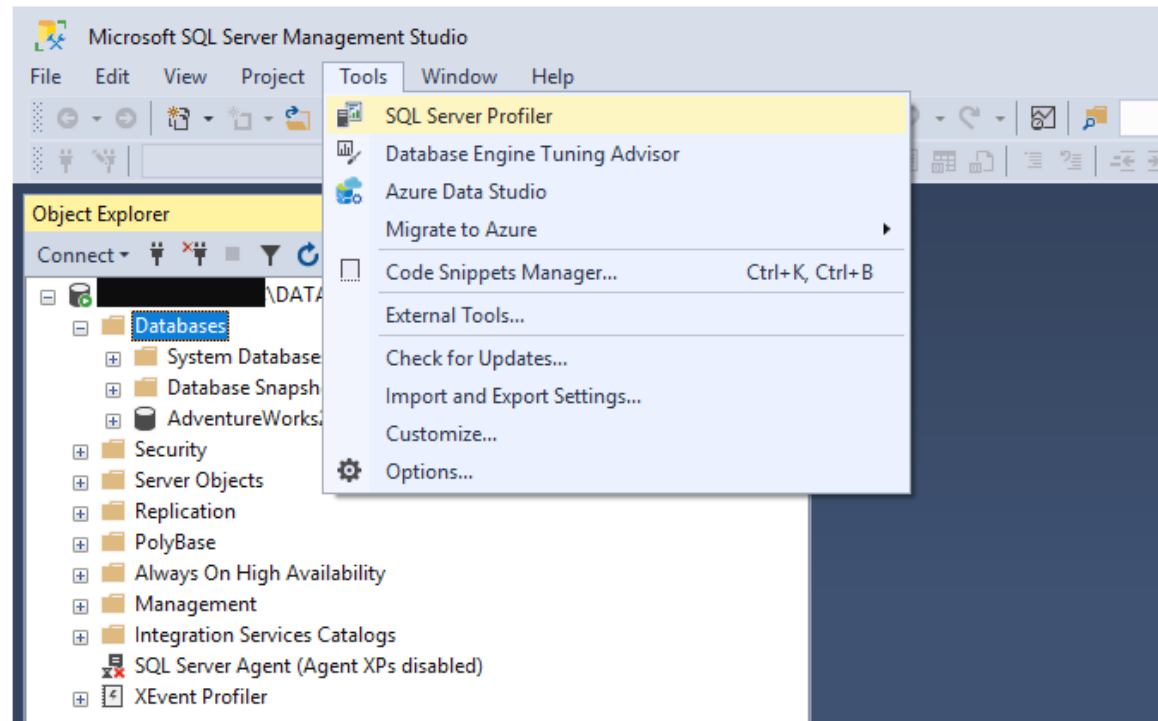 Microsoft SQL Server Management Studio
File Edit View Project Tools Window Help
SQL Server Profiler
Database Engine Tuning Advisor
Azure Data Studio
Migrate to Azure
Code Snippets Manager... Ctrl+K, Ctrl+B
External Tools...
Check for Updates...
Import and Export Settings...
Customize...
Options...
Object Explorer
Connect
\DATA
Databases
System Database
Database Snapsh
AdventureWorks
Security
Server Objects
Replication
PolyBase
Always On High Availability
Management
Integration Services Catalogs
SQL Server Agent (Agent XPs disabled)
XEvent Profiler